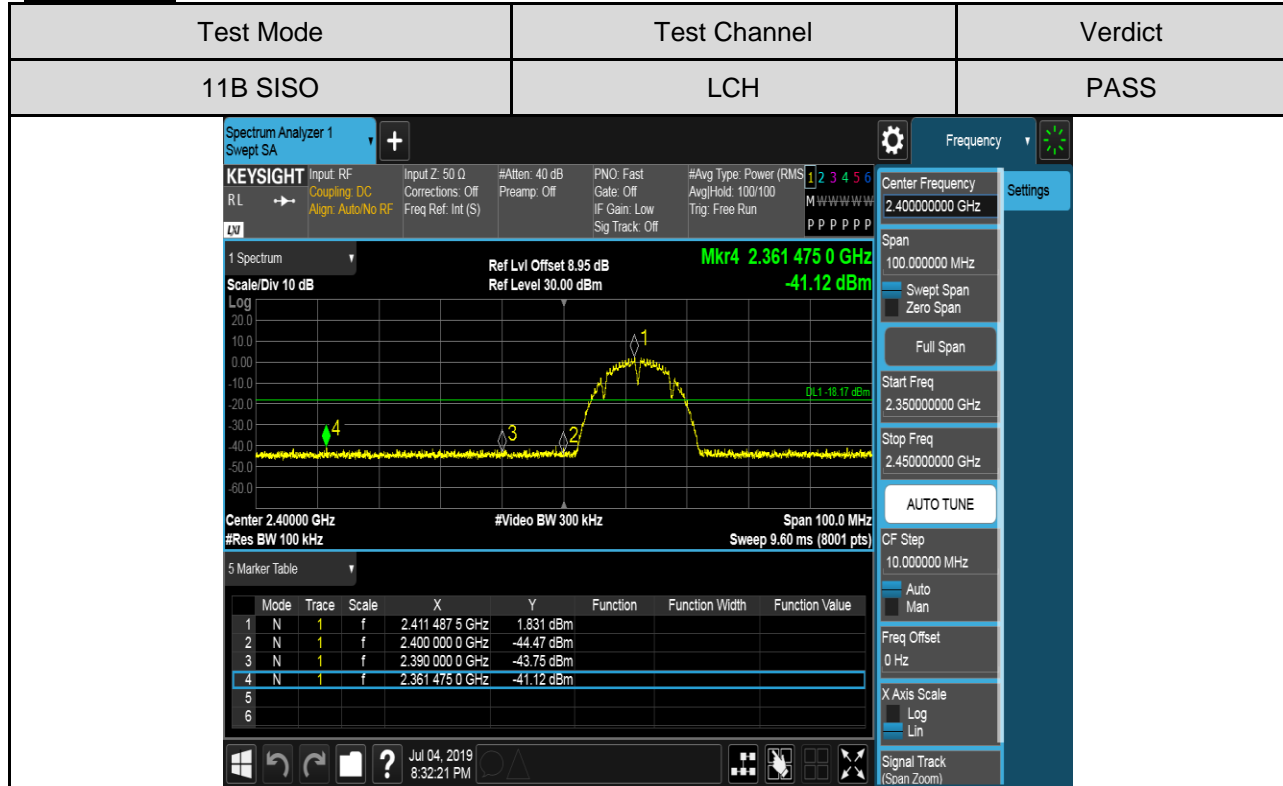 Test Mode Test Channel Verdict
11B SISO LCH PASS
Spectrum Analyzer 1
Swept SA
+
Frequency
KEYSIGHT Input: RF Input Z: 50 Ω #Atten: 40 dB PNO: Fast #Avg Type: Power (RMS 1 2 3 4 5 6
RL Coupling: DC Corrections: Off Preamp: Off Gate: Off Avg|Hold: 100/100 M W W W W W
Align: Auto/No RF Freq Ref: Int (S) IF Gain: Low Trig: Free Run
LXI Sig Track: Off P P P P P P
Center Frequency
2.400000000 GHz
Settings
1 Spectrum
Scale/Div 10 dB
Ref Lvl Offset 8.95 dB
Ref Level 30.00 dBm
Mkr4 2.361 475 0 GHz
-41.12 dBm
Log
20.0
10.0
0.00
-10.0
-20.0
-30.0
-40.0
-50.0
-60.0
1
DL1 -18.17 dBm
4
3
2
Center 2.40000 GHz #Video BW 300 kHz Span 100.0 MHz
#Res BW 100 kHz Sweep 9.60 ms (8001 pts)
Span
100.000000 MHz
Swept Span
Zero Span
Full Span
Start Freq
2.350000000 GHz
Stop Freq
2.450000000 GHz
AUTO TUNE
CF Step
10.000000 MHz
Auto
Man
Freq Offset
0 Hz
X Axis Scale
Log
Lin
Signal Track
(Span Zoom)
5 Marker Table
Mode Trace Scale X Y Function Function Width Function Value
1 N 1 f 2.411 487 5 GHz 1.831 dBm
2 N 1 f 2.400 000 0 GHz -44.47 dBm
3 N 1 f 2.390 000 0 GHz -43.75 dBm
4 N 1 f 2.361 475 0 GHz -41.12 dBm
5
6
?
Jul 04, 2019
8:32:21 PM